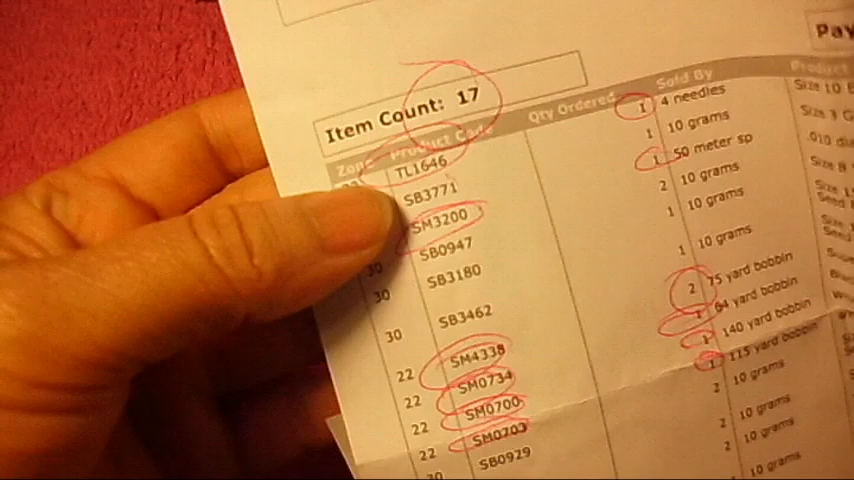 Pay
Item Count: 17
Zone Product Code Qty Ordered Sold By Product
TL1646 1 4 needles Size 10
SB3771 1 10 grams Size
SM3200 1 50 meter sp .010
SB0947 2 10 grams Size
30 SB3180 1 10 grams Size
30 SB3462 1 10 grams Size
22 SM4338 2 75 yard bobbin
22 SM0734 1 64 yard bobbin
22 SM0700 1 140 yard bobbin
22 SM0703 1 115 yard bobbin
30 SB0929 2 10 grams
2 10 grams
2 10 grams
1 10 grams